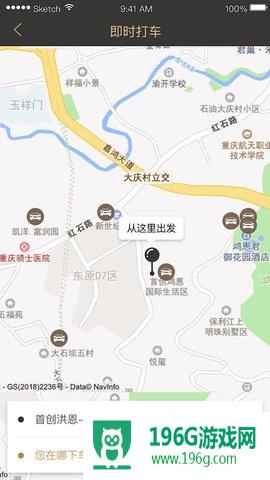 Sketch
9:41 AM
100%
即时打车
祥福小景
渝开学校
石油大庆村小区
玉祥门
嘉鸿大道
红石路
重庆航天职业
技术学院
大庆村立交
红石路
新世纪
凯洋. 富润园
从这里出发
重庆骑士医院
鸿恩君
御花园酒店
东原D7区
首创鸿恩
国际生活区
五福苑
保利江上
明珠别墅区
大石坝五村
悦玺
- GS(2018)2236号 - Data© NavInfo
首创洪恩-
您在哪下车
196G游戏网
www.196g.com